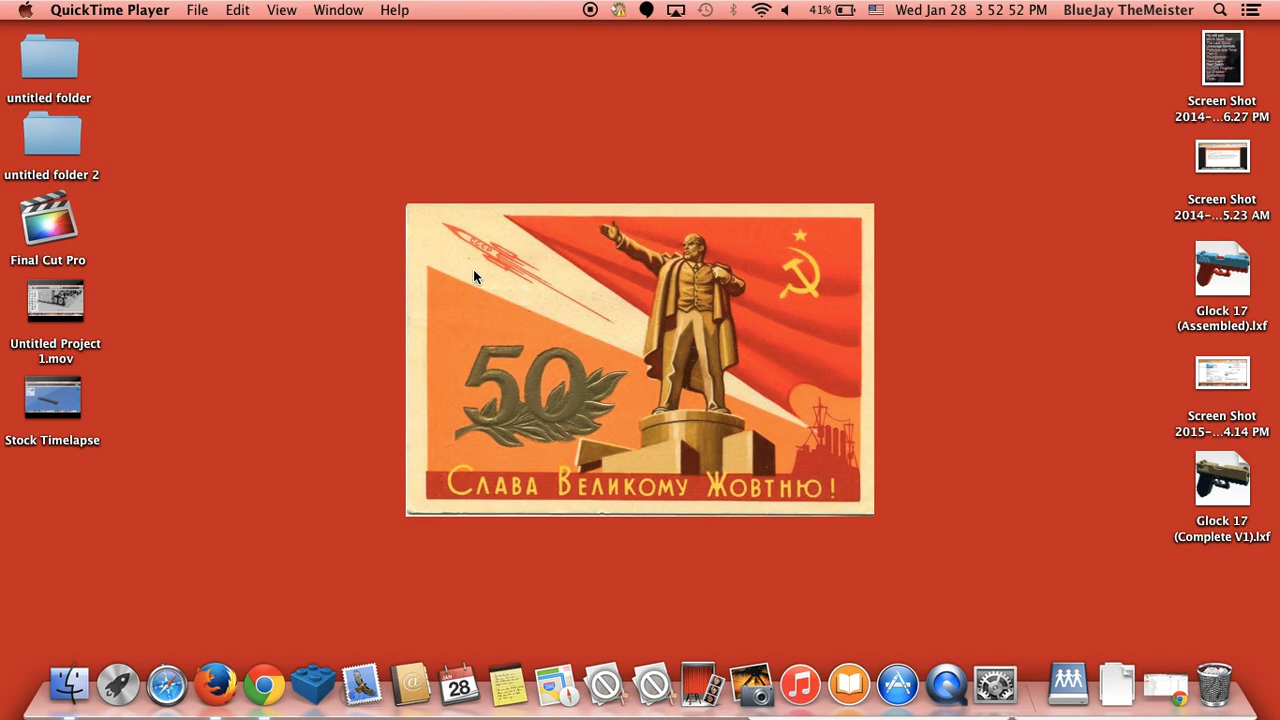 QuickTime Player File Edit View Window Help 41% Wed Jan 28 3 52 52 PM BlueJay TheMeister
untitled folder
untitled folder 2
Final Cut Pro
Untitled Project
1.mov
Stock Timelapse
СССР
50
Слава Великому Жовтню!
Screen Shot
2014-...6.27 PM
Screen Shot
2014-...5.23 AM
Glock 17
(Assembled).lxf
Screen Shot
2015-...4.14 PM
Glock 17
(Complete V1).lxf
JAN
28